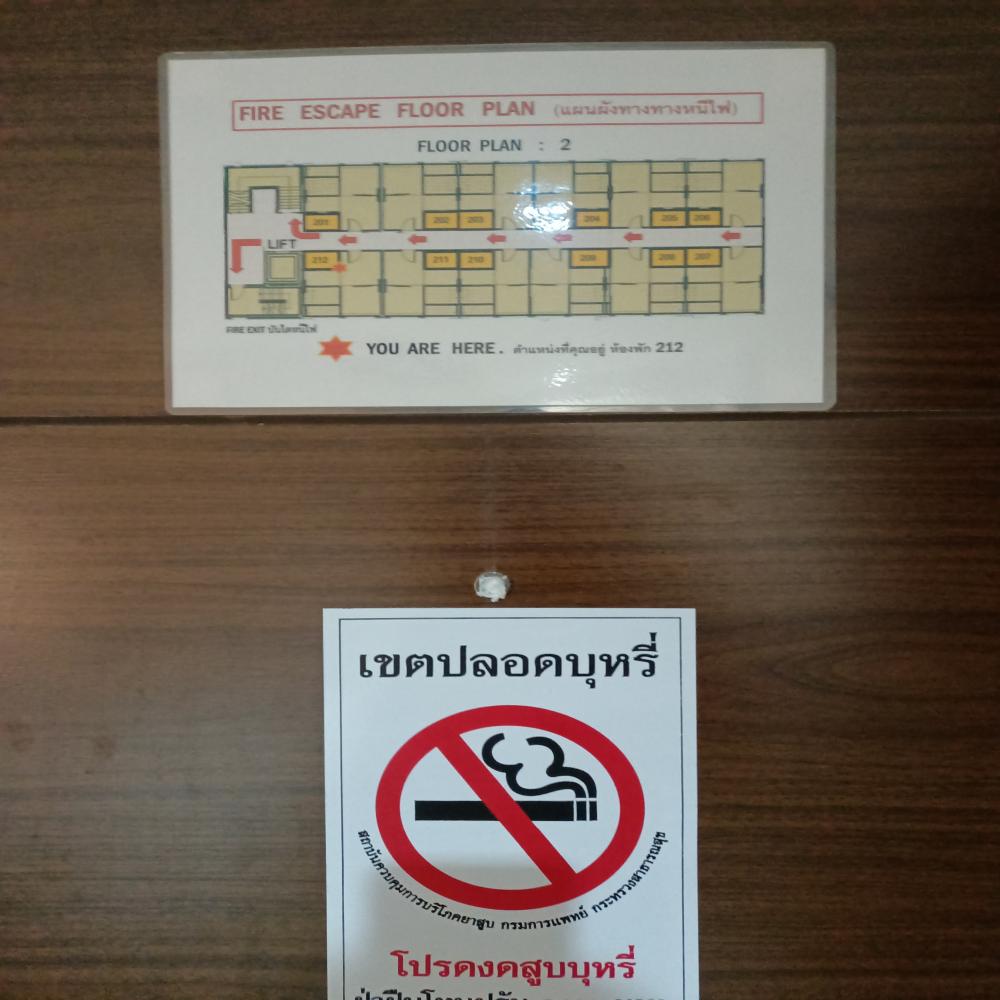 FIRE ESCAPE FLOOR PLAN (แผนผังทางทางหนีไฟ)
FLOOR PLAN : 2
201 202 203 204 205 206
LIFT
212 211 210 209 208 207
FIRE EXIT บันไดหนีไฟ
YOU ARE HERE. ตำแหน่งที่คุณอยู่ ห้องพัก 212
เขตปลอดบุหรี่
สถาบันควบคุมการบริโภคยาสูบ กรมการแพทย์ กระทรวงสาธารณสุข
โปรดงดสูบบุหรี่